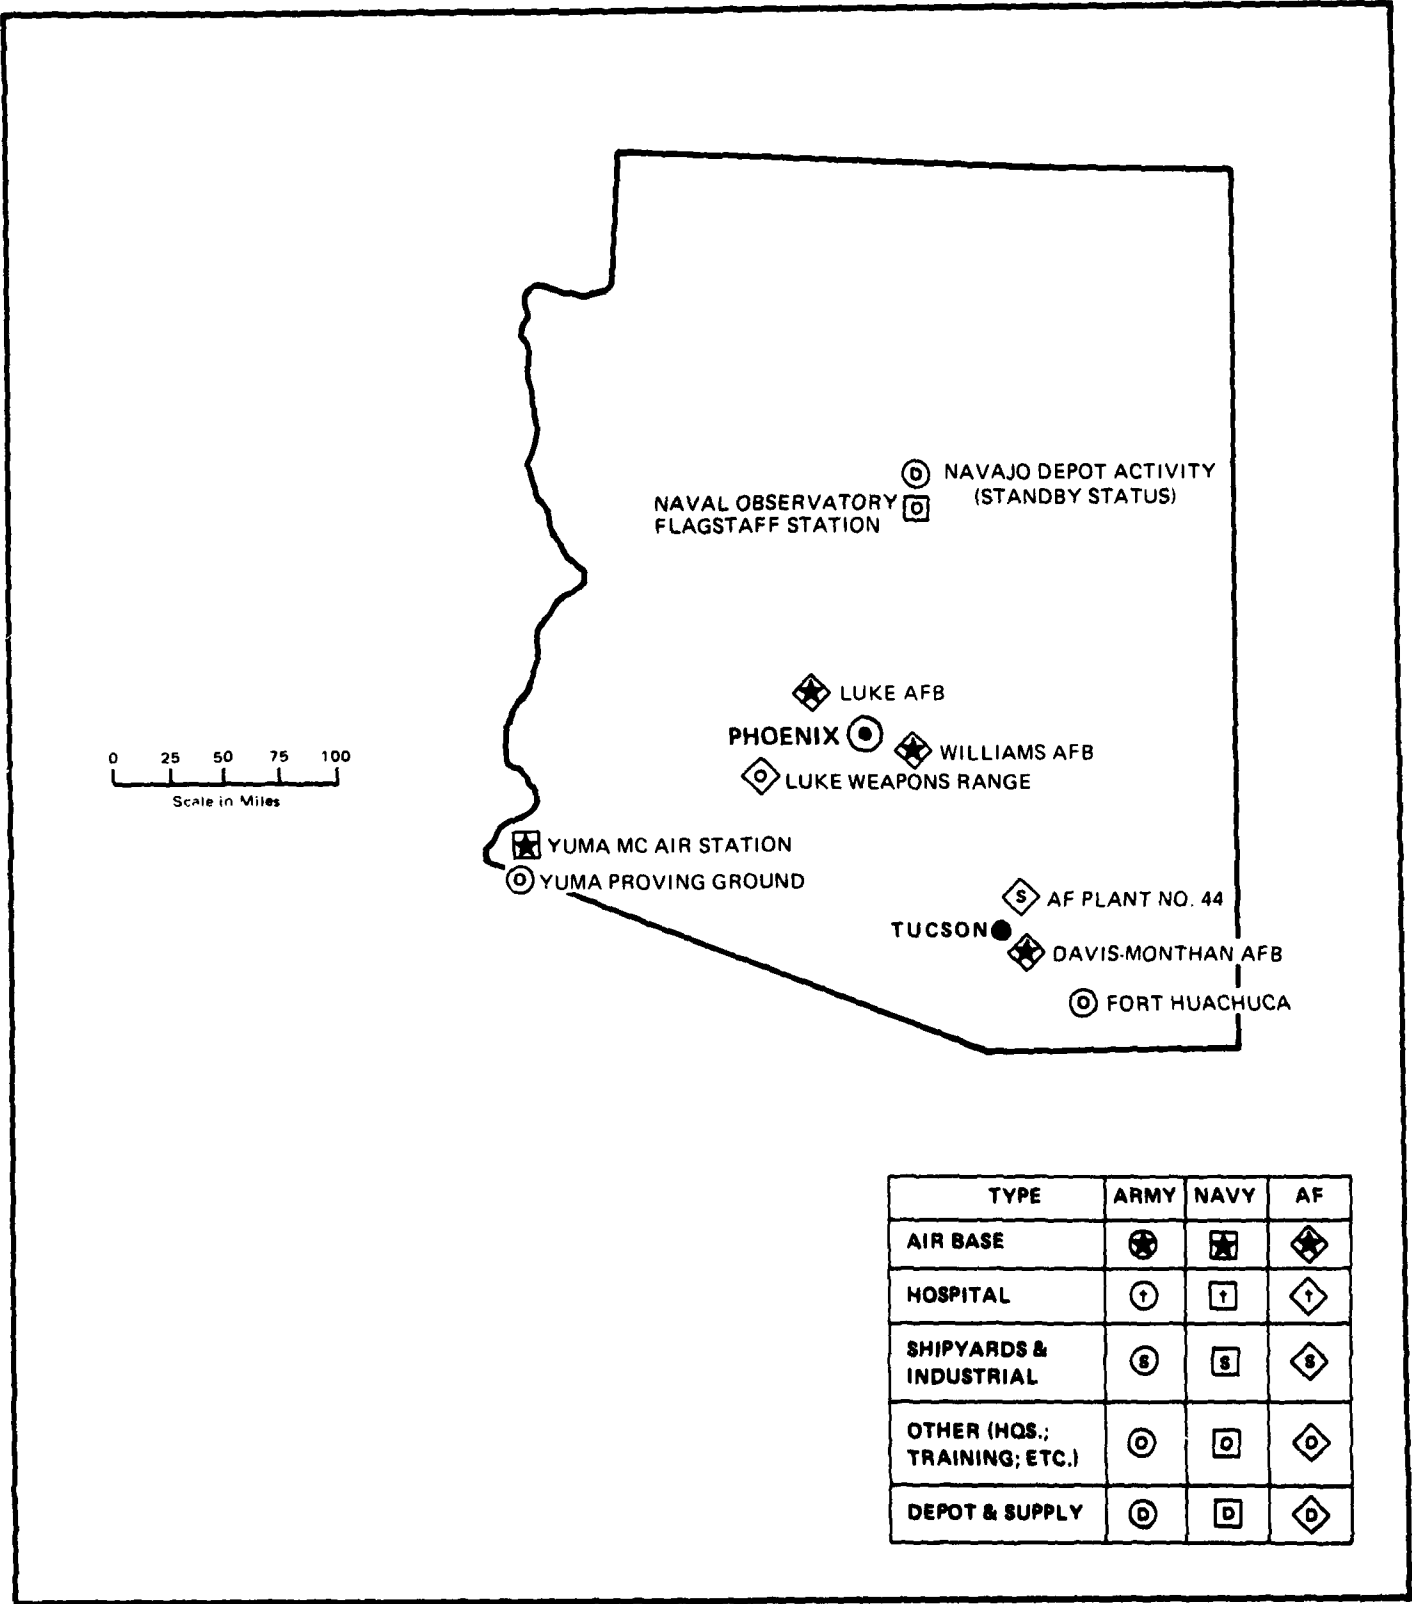 D NAVAJO DEPOT ACTIVITY
(STANDBY STATUS)
NAVAL OBSERVATORY O
FLAGSTAFF STATION
LUKE AFB
PHOENIX
WILLIAMS AFB
O LUKE WEAPONS RANGE
0 25 50 75 100
Scale in Miles
YUMA MC AIR STATION
O YUMA PROVING GROUND
S AF PLANT NO. 44
TUCSON
DAVIS-MONTHAN AFB
O FORT HUACHUCA
TYPE ARMY NAVY AF
AIR BASE
HOSPITAL † † †
SHIPYARDS &
INDUSTRIAL S S S
OTHER (HQS.;
TRAINING; ETC.) O O O
DEPOT & SUPPLY D D D